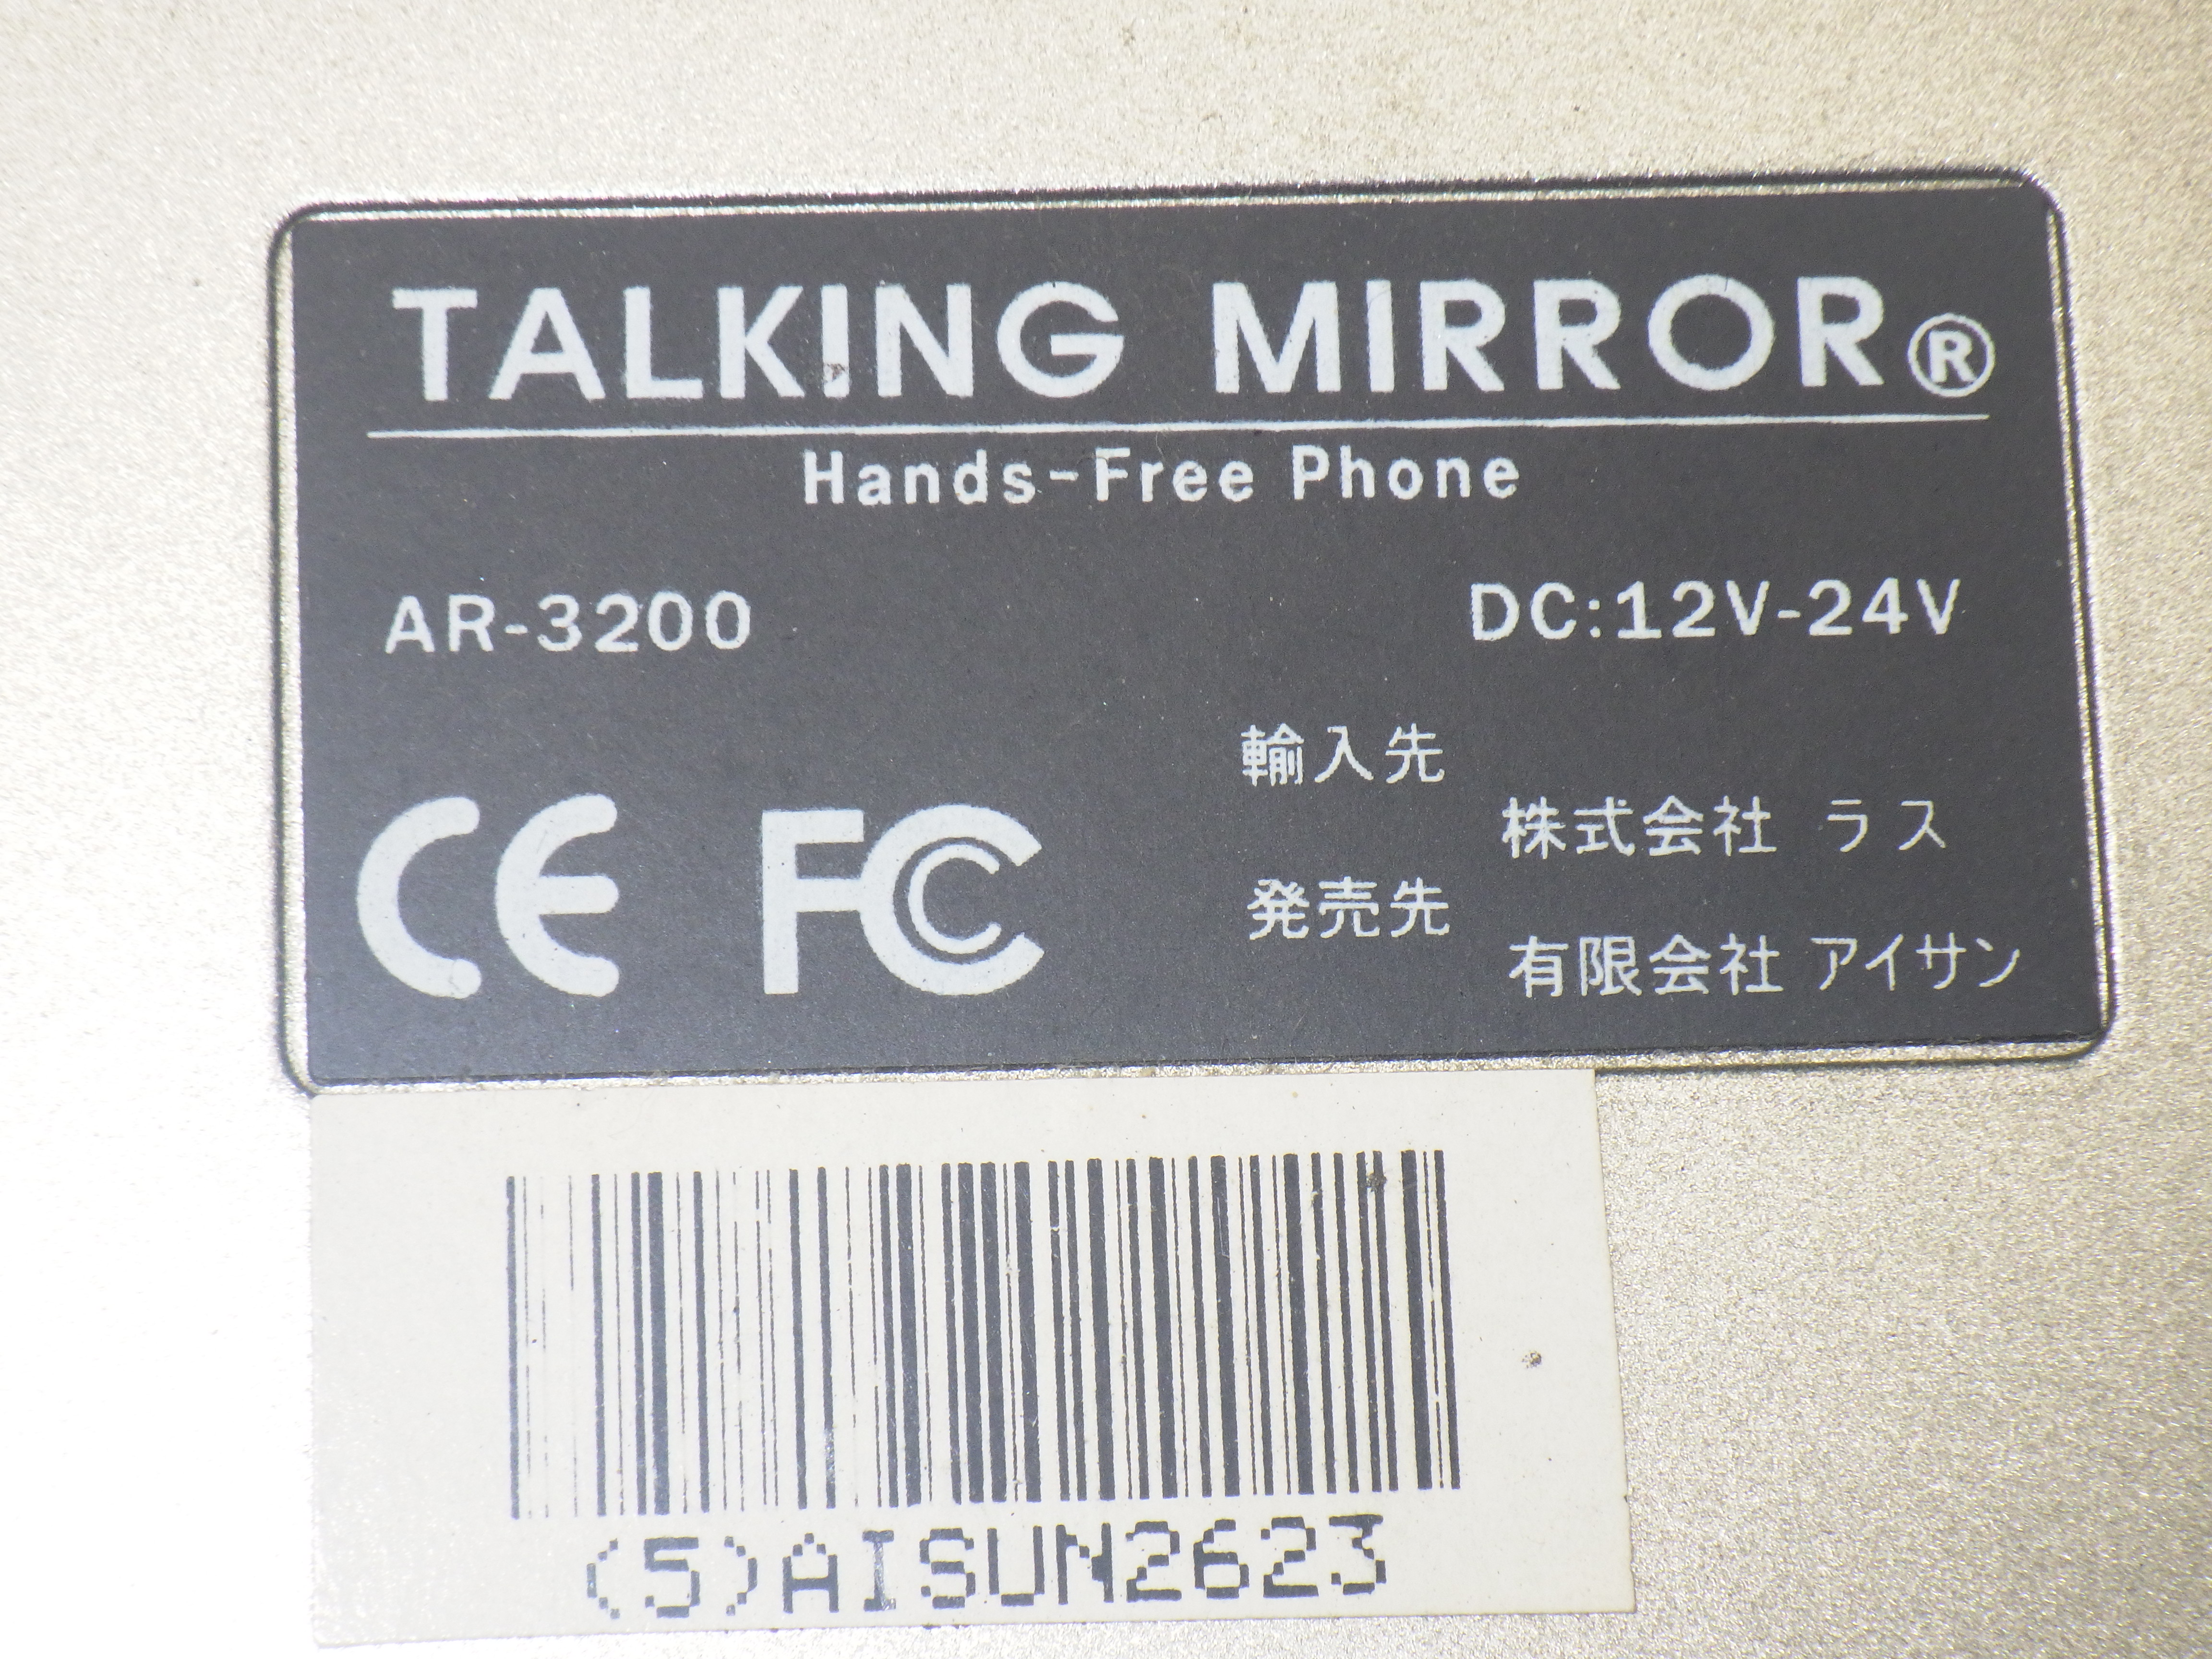 TALKING MIRROR®
Hands-Free Phone
AR-3200 DC:12V-24V
輸入先
株式会社 ラス
発売先
有限会社 アイサン
CE FCC
(5)AISUN2623